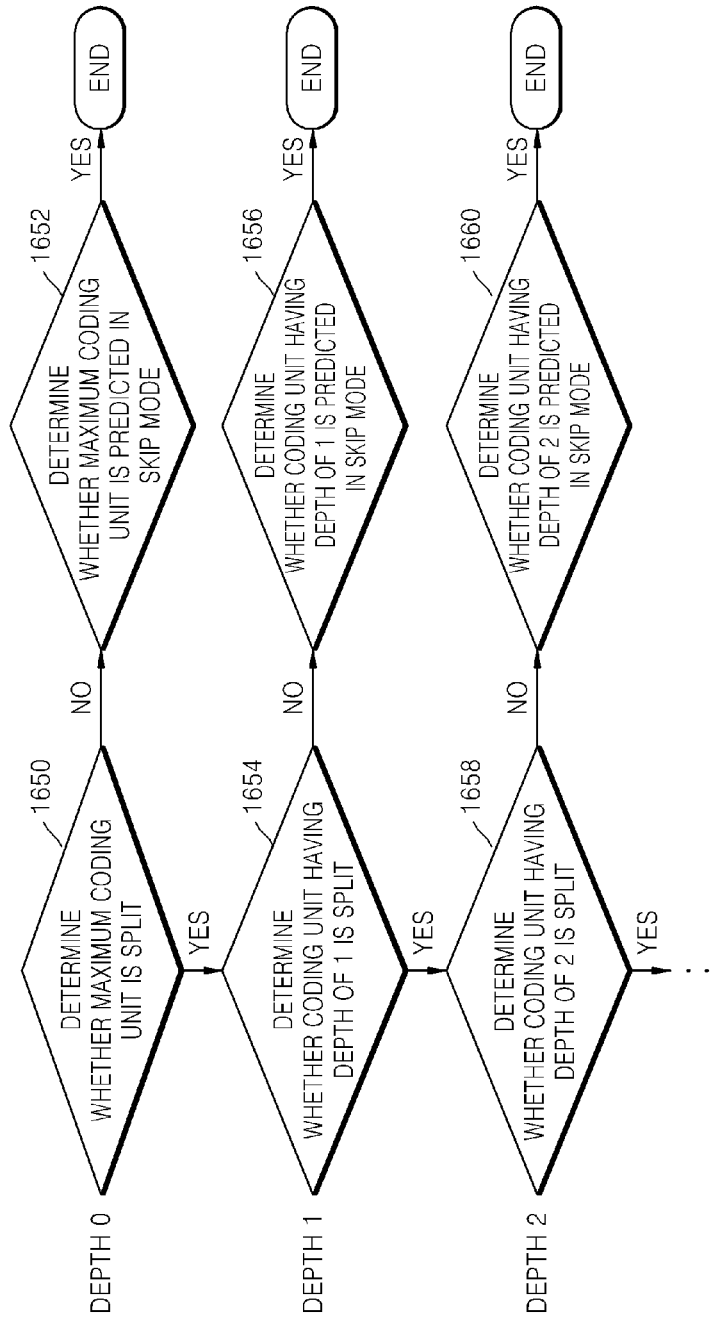 DEPTH 0
1650
DETERMINE
WHETHER MAXIMUM CODING
UNIT IS SPLIT
NO
YES
1652
DETERMINE
WHETHER MAXIMUM CODING
UNIT IS PREDICTED IN
SKIP MODE
YES
END
DEPTH 1
1654
DETERMINE
WHETHER CODING UNIT HAVING
DEPTH OF 1 IS SPLIT
NO
YES
1656
DETERMINE
WHETHER CODING UNIT HAVING
DEPTH OF 1 IS PREDICTED
IN SKIP MODE
YES
END
DEPTH 2
1658
DETERMINE
WHETHER CODING UNIT HAVING
DEPTH OF 2 IS SPLIT
NO
YES
1660
DETERMINE
WHETHER CODING UNIT HAVING
DEPTH OF 2 IS PREDICTED
IN SKIP MODE
YES
END